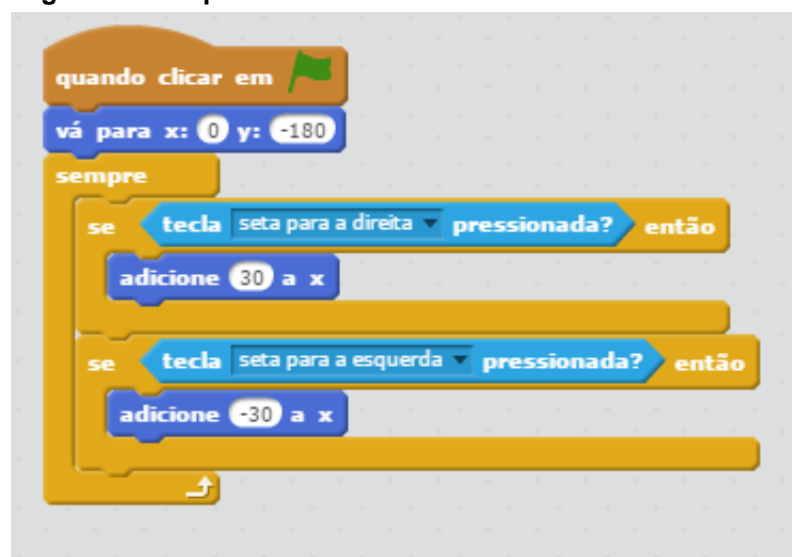 quando clicar em
vá para x: 0 y: -180
sempre
se tecla seta para a direita pressionada? então
adicione 30 a x
se tecla seta para a esquerda pressionada? então
adicione -30 a x